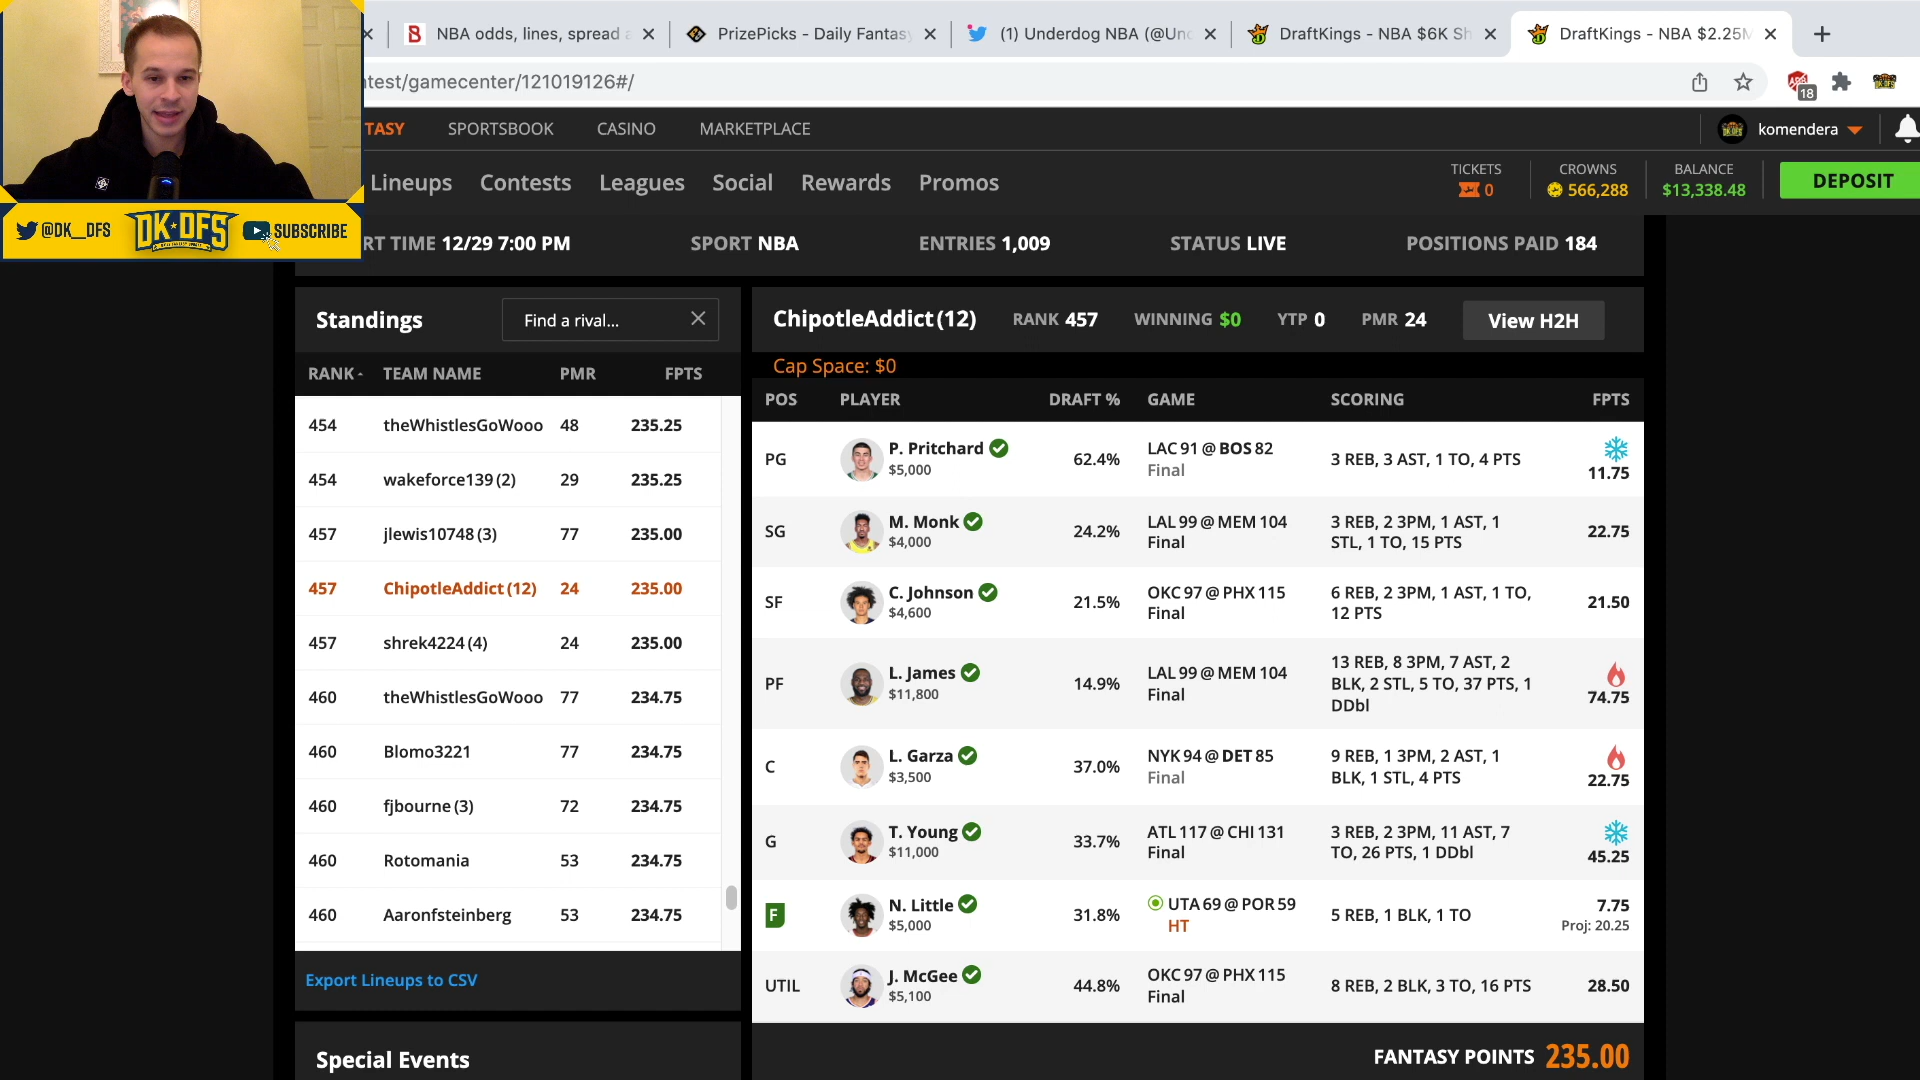 NBA odds, lines, spread a
PrizePicks - Daily Fantasy
(1) Underdog NBA (@Und
DraftKings - NBA $6K Sh
DraftKings - NBA $2.25M
test/gamecenter/121019126#/
18
TASY SPORTSBOOK CASINO MARKETPLACE
komendera
Lineups Contests Leagues Social Rewards Promos
TICKETS
0
CROWNS
566,288
BALANCE
$13,338.48
DEPOSIT
@DK__DFS
DK DFS
SUBSCRIBE
RT TIME 12/29 7:00 PM SPORT NBA ENTRIES 1,009 STATUS LIVE POSITIONS PAID 184
Standings
Find a rival...
RANK TEAM NAME PMR FPTS
454 theWhistlesGoWooo 48 235.25
454 wakeforce139 (2) 29 235.25
457 jlewis10748 (3) 77 235.00
457 ChipotleAddict (12) 24 235.00
457 shrek4224 (4) 24 235.00
460 theWhistlesGoWooo 77 234.75
460 Blomo3221 77 234.75
460 fjbourne (3) 72 234.75
460 Rotomania 53 234.75
460 Aaronfsteinberg 53 234.75
Export Lineups to CSV
Special Events
ChipotleAddict (12) RANK 457 WINNING $0 YTP 0 PMR 24 View H2H
Cap Space: $0
POS PLAYER DRAFT % GAME SCORING FPTS
PG P. Pritchard $5,000 62.4% LAC 91 @ BOS 82 Final 3 REB, 3 AST, 1 TO, 4 PTS 11.75
SG M. Monk $4,000 24.2% LAL 99 @ MEM 104 Final 3 REB, 2 3PM, 1 AST, 1 STL, 1 TO, 15 PTS 22.75
SF C. Johnson $4,600 21.5% OKC 97 @ PHX 115 Final 6 REB, 2 3PM, 1 AST, 1 TO, 12 PTS 21.50
PF L. James $11,800 14.9% LAL 99 @ MEM 104 Final 13 REB, 8 3PM, 7 AST, 2 BLK, 2 STL, 5 TO, 37 PTS, 1 DDbl 74.75
C L. Garza $3,500 37.0% NYK 94 @ DET 85 Final 9 REB, 1 3PM, 2 AST, 1 BLK, 1 STL, 4 PTS 22.75
G T. Young $11,000 33.7% ATL 117 @ CHI 131 Final 3 REB, 2 3PM, 11 AST, 7 TO, 26 PTS, 1 DDbl 45.25
F N. Little $5,000 31.8% UTA 69 @ POR 59 HT 5 REB, 1 BLK, 1 TO 7.75 Proj: 20.25
UTIL J. McGee $5,100 44.8% OKC 97 @ PHX 115 Final 8 REB, 2 BLK, 3 TO, 16 PTS 28.50
FANTASY POINTS 235.00